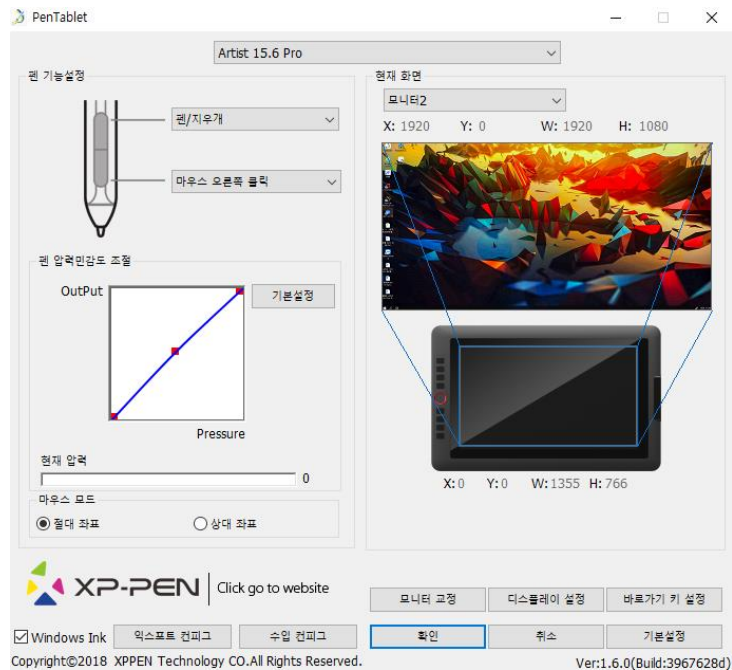 PenTablet
Artist 15.6 Pro
펜 기능설정
펜/지우개
마우스 오른쪽 클릭
펜 압력민감도 조절
OutPut
기본설정
Pressure
현재 압력
0
마우스 모드
절대 좌표
상대 좌표
현재 화면
모니터2
X: 1920 Y: 0 W: 1920 H: 1080
X: 0 Y: 0 W: 1355 H: 766
XP-PEN Click go to website
모니터 교정 디스플레이 설정 바로가기 키 설정
Windows Ink 익스포트 컨피그 수입 컨피그 확인 취소 기본설정
Copyright©2018 XPPEN Technology CO.All Rights Reserved.
Ver:1.6.0(Build:3967628d)